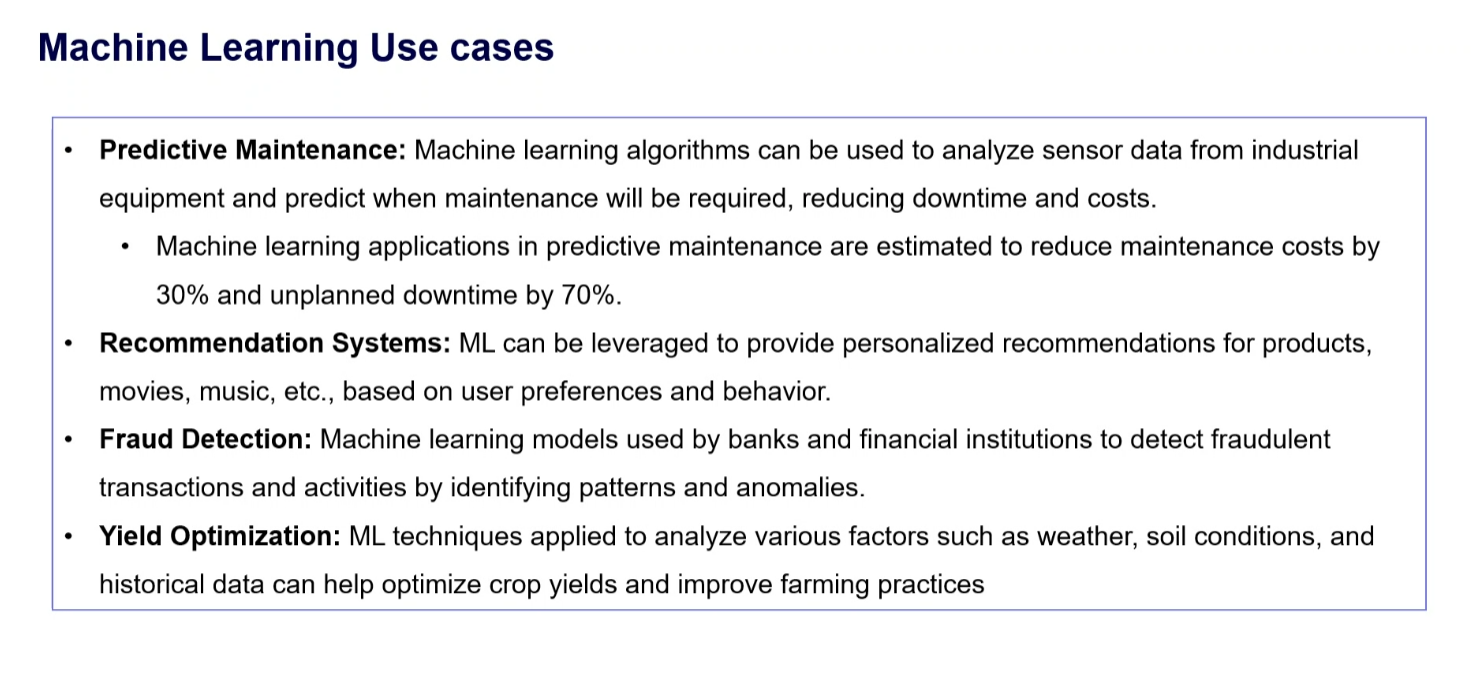 Machine Learning Use cases
• Predictive Maintenance: Machine learning algorithms can be used to analyze sensor data from industrial
equipment and predict when maintenance will be required, reducing downtime and costs.
• Machine learning applications in predictive maintenance are estimated to reduce maintenance costs by
30% and unplanned downtime by 70%.
• Recommendation Systems: ML can be leveraged to provide personalized recommendations for products,
movies, music, etc., based on user preferences and behavior.
• Fraud Detection: Machine learning models used by banks and financial institutions to detect fraudulent
transactions and activities by identifying patterns and anomalies.
• Yield Optimization: ML techniques applied to analyze various factors such as weather, soil conditions, and
historical data can help optimize crop yields and improve farming practices